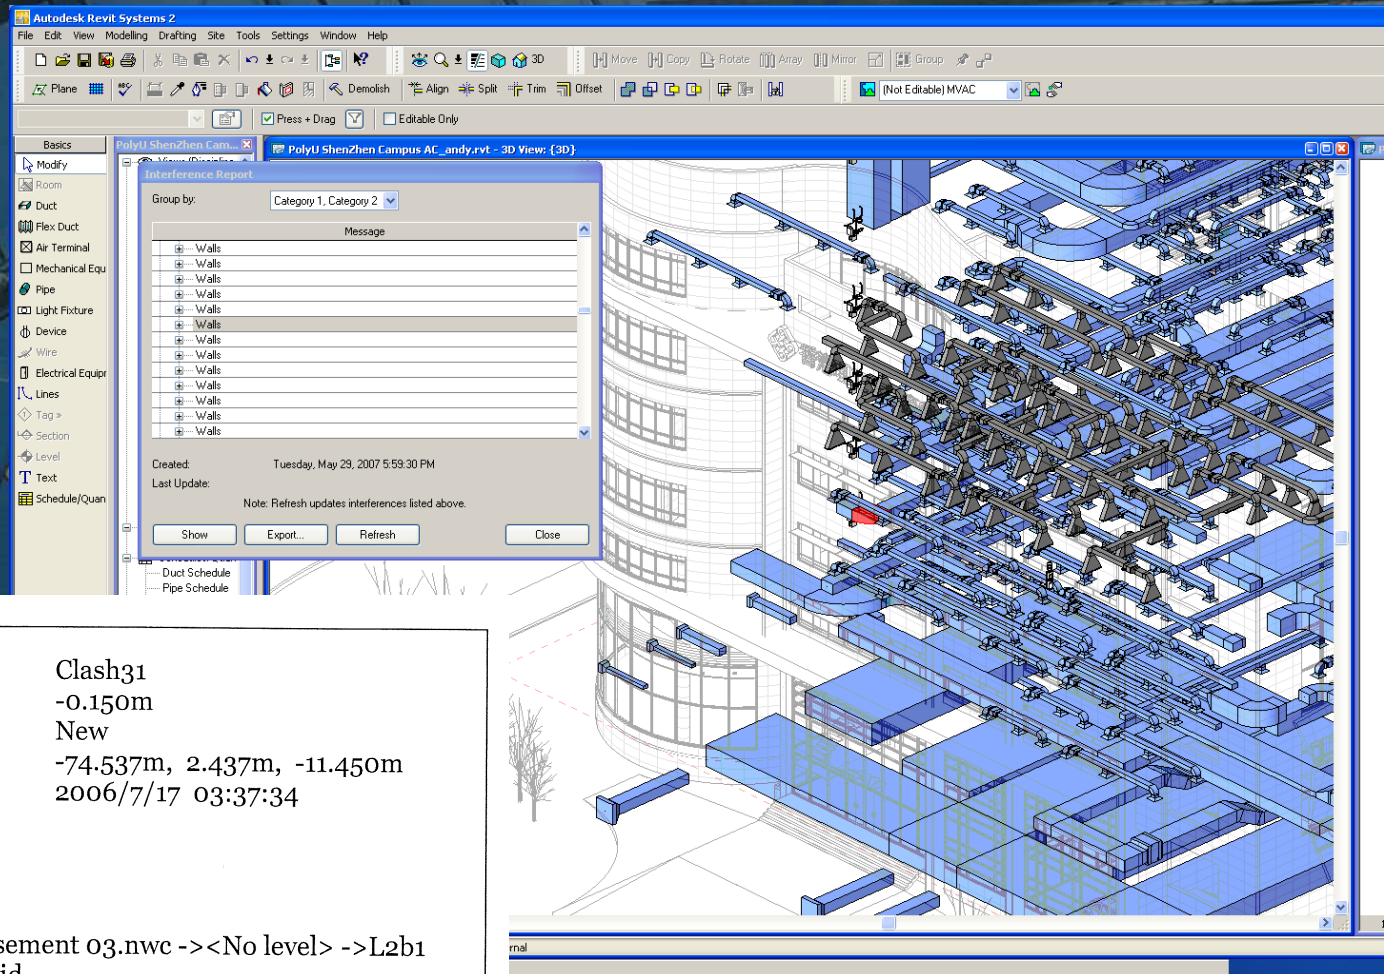 Autodesk Revit Systems 2
File Edit View Modelling Drafting Site Tools Settings Window Help
3D Move Copy Rotate Array Mirror Group
Plane Demolish Align Split Trim Offset (Not Editable) MVAC
Press + Drag Editable Only
Basics
Modify
Room
Duct
Flex Duct
Air Terminal
Mechanical Equ
Pipe
Light Fixture
Device
Wire
Electrical Equip
Lines
Tag »
Section
Level
Text
Schedule/Quan
PolyU ShenZhen Cam...
PolyU ShenZhen Campus AC_andy.rvt - 3D View: {3D}
Interference Report
Group by: Category 1, Category 2
Message
Walls
Walls
Walls
Walls
Walls
Walls
Walls
Walls
Walls
Walls
Walls
Walls
Walls
Created: Tuesday, May 29, 2007 5:59:30 PM
Last Update:
Note: Refresh updates interferences listed above.
Show Export... Refresh Close
Duct Schedule
Pipe Schedule
Clash31
-0.150m
New
-74.537m, 2.437m, -11.450m
2006/7/17 03:37:34
sement 03.nwc -><No level> ->L2b1
id
rnal